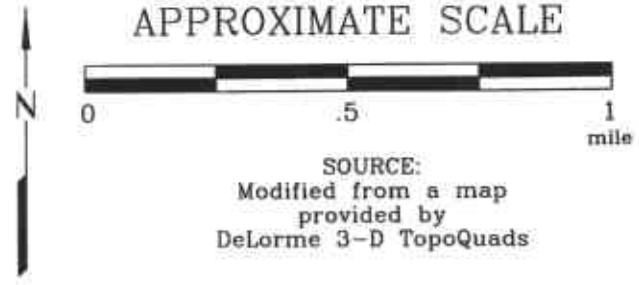 APPROXIMATE SCALE
N
0 .5 1
mile
SOURCE:
Modified from a map
provided by
DeLorme 3-D TopoQuads